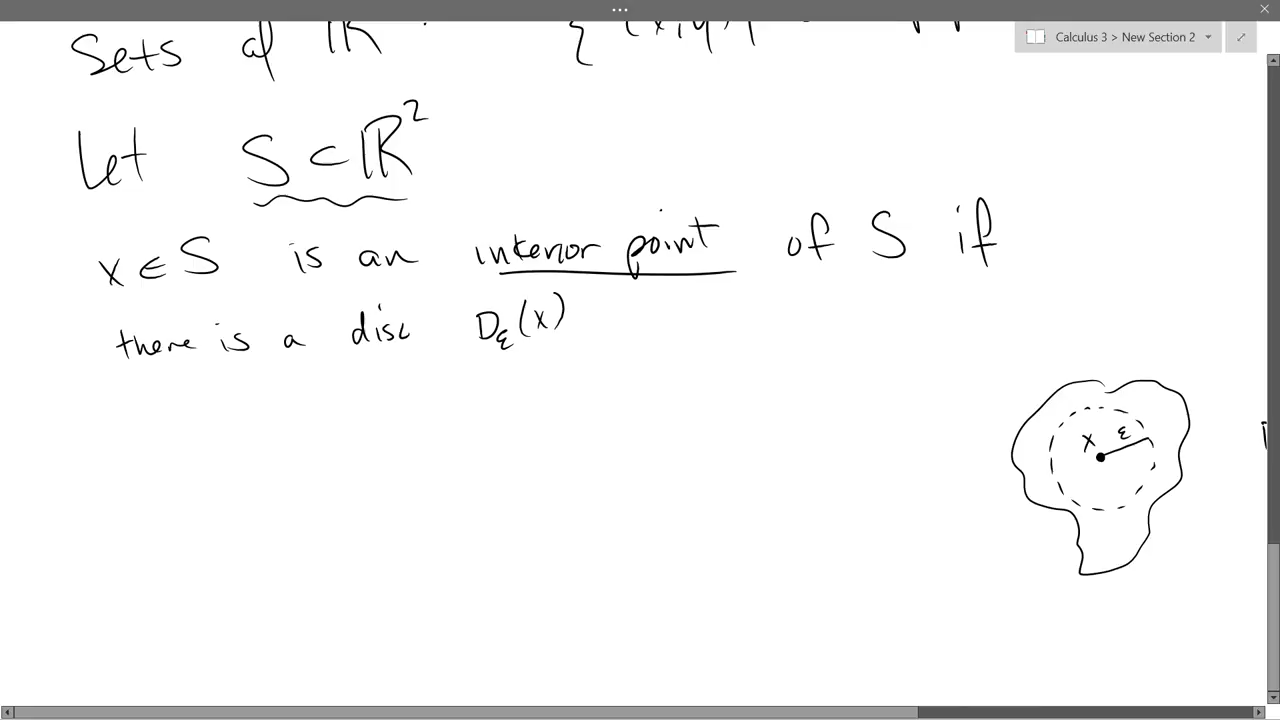 Calculus 3 > New Section 2
Sets of ℝ
Let S ⊂ ℝ²
x ∈ S is an interior point of S if
there is a disc D_ε(x)
x ε